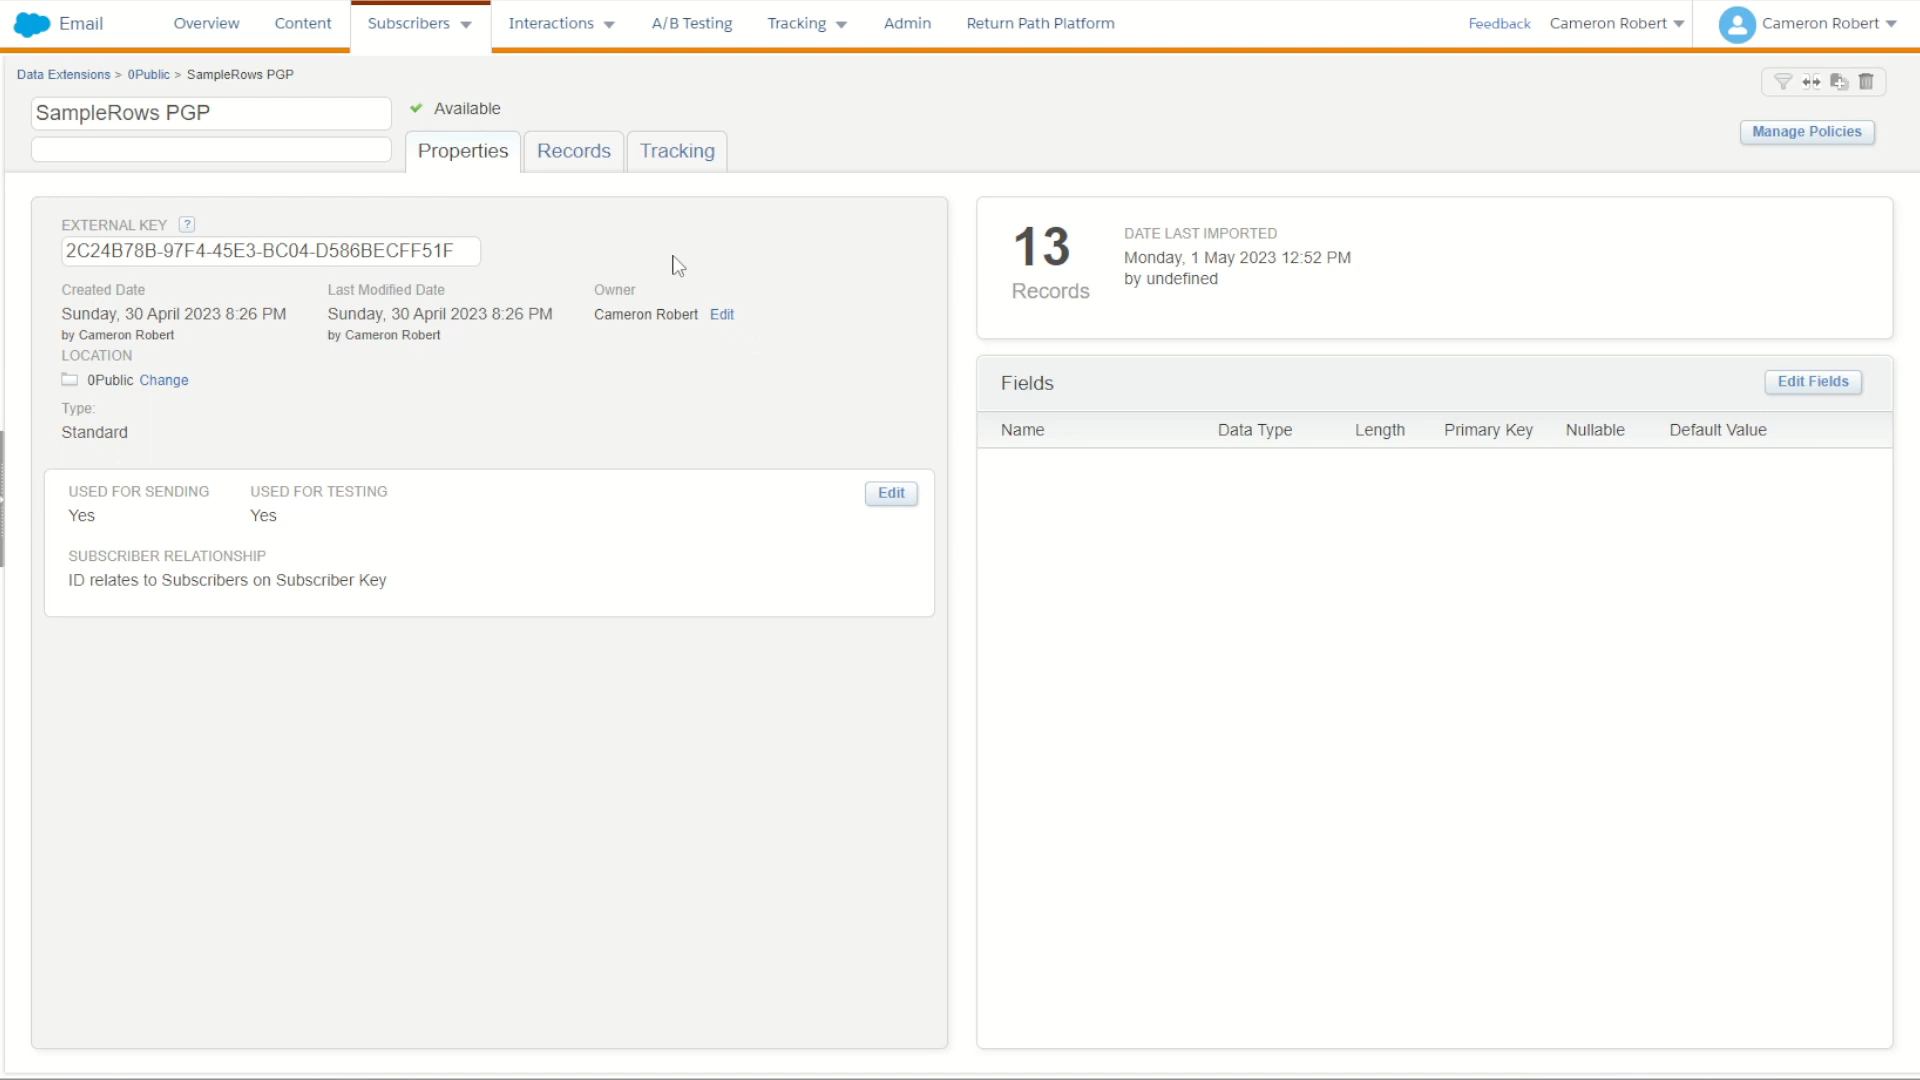 Email
Overview
Content
Subscribers
Interactions
A/B Testing
Tracking
Admin
Return Path Platform
Feedback
Cameron Robert
Cameron Robert
Data Extensions > 0Public > SampleRows PGP
SampleRows PGP
Available
Manage Policies
Properties
Records
Tracking
EXTERNAL KEY ?
2C24B78B-97F4-45E3-BC04-D586BECFF51F
Created Date
Sunday, 30 April 2023 8:26 PM
by Cameron Robert
Last Modified Date
Sunday, 30 April 2023 8:26 PM
by Cameron Robert
Owner
Cameron Robert Edit
LOCATION
0Public Change
Type:
Standard
USED FOR SENDING
Yes
USED FOR TESTING
Yes
Edit
SUBSCRIBER RELATIONSHIP
ID relates to Subscribers on Subscriber Key
13
Records
DATE LAST IMPORTED
Monday, 1 May 2023 12:52 PM
by undefined
Fields
Edit Fields
Name
Data Type
Length
Primary Key
Nullable
Default Value